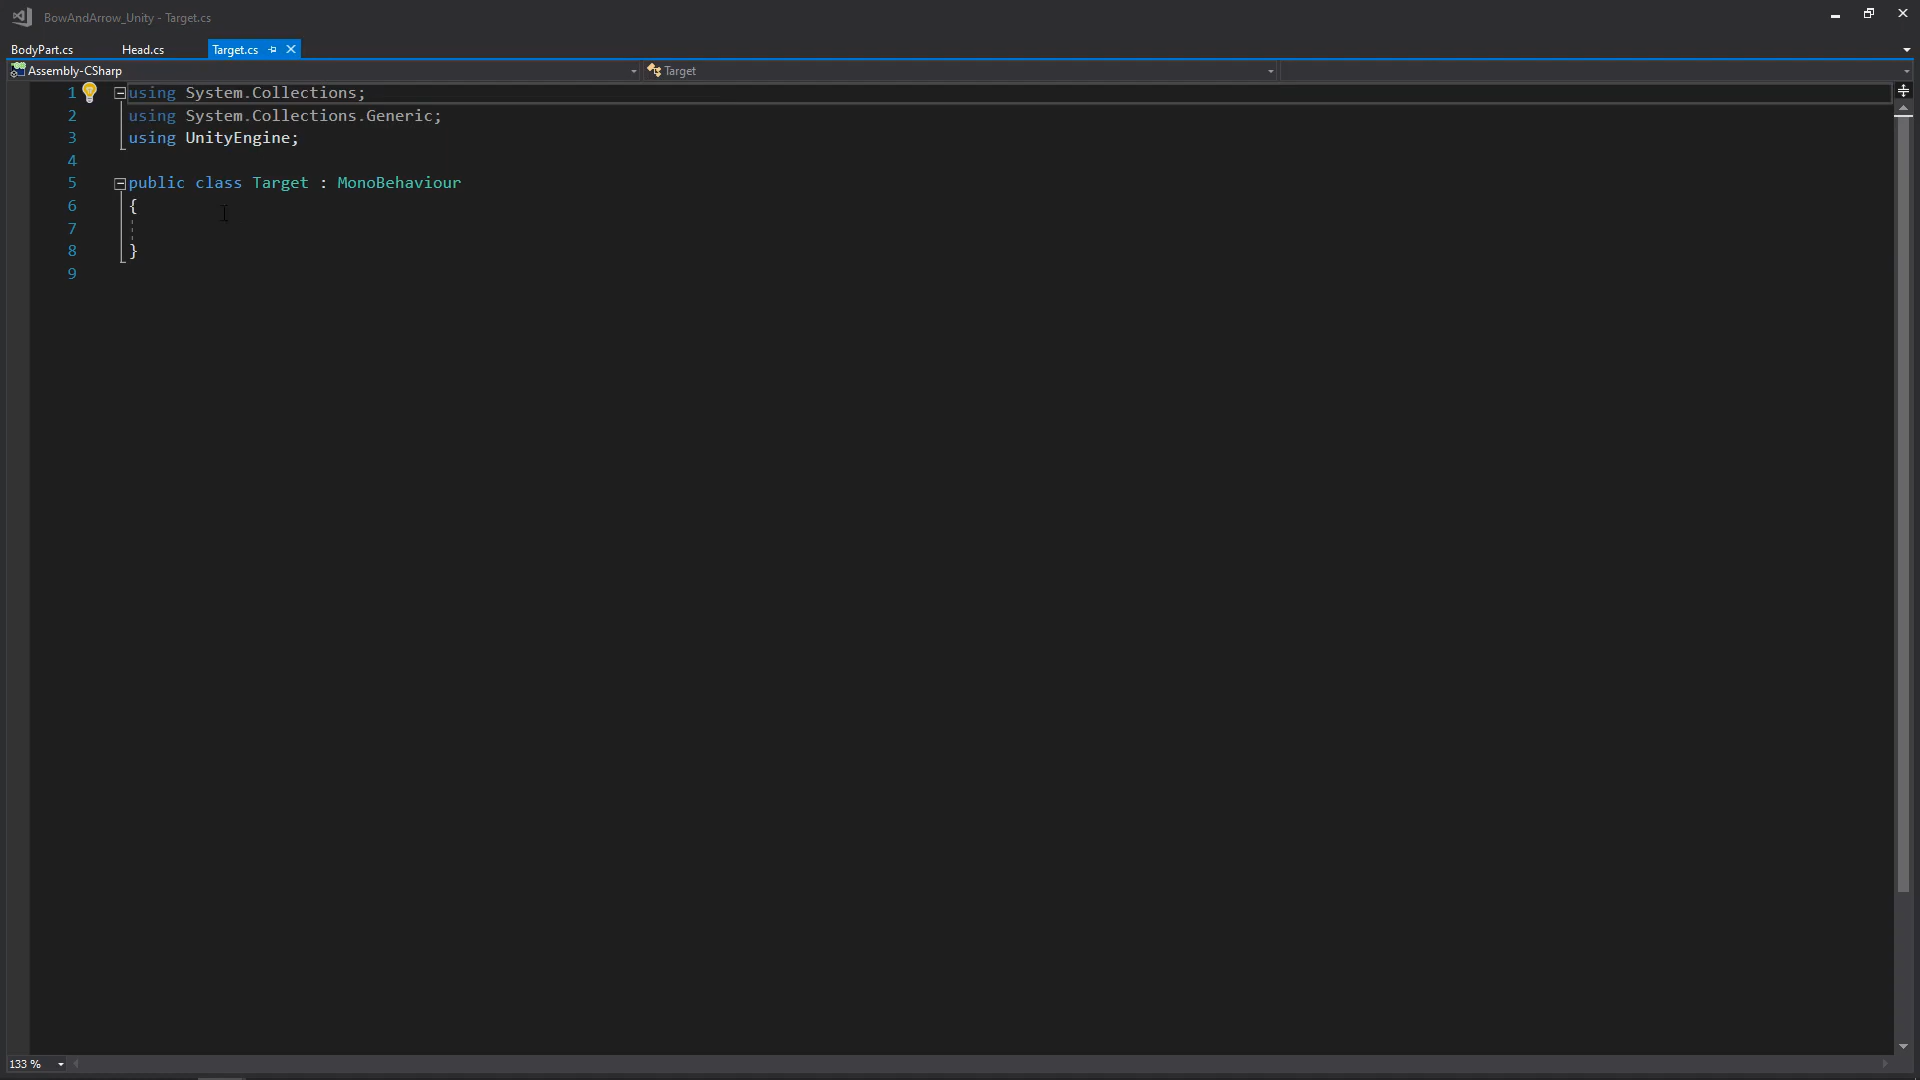 BowAndArrow_Unity - Target.cs
BodyPart.cs Head.cs Target.cs
Assembly-CSharp Target
1 using System.Collections;
2 using System.Collections.Generic;
3 using UnityEngine;
4
5 public class Target : MonoBehaviour
6 {
7
8 }
9
133 %